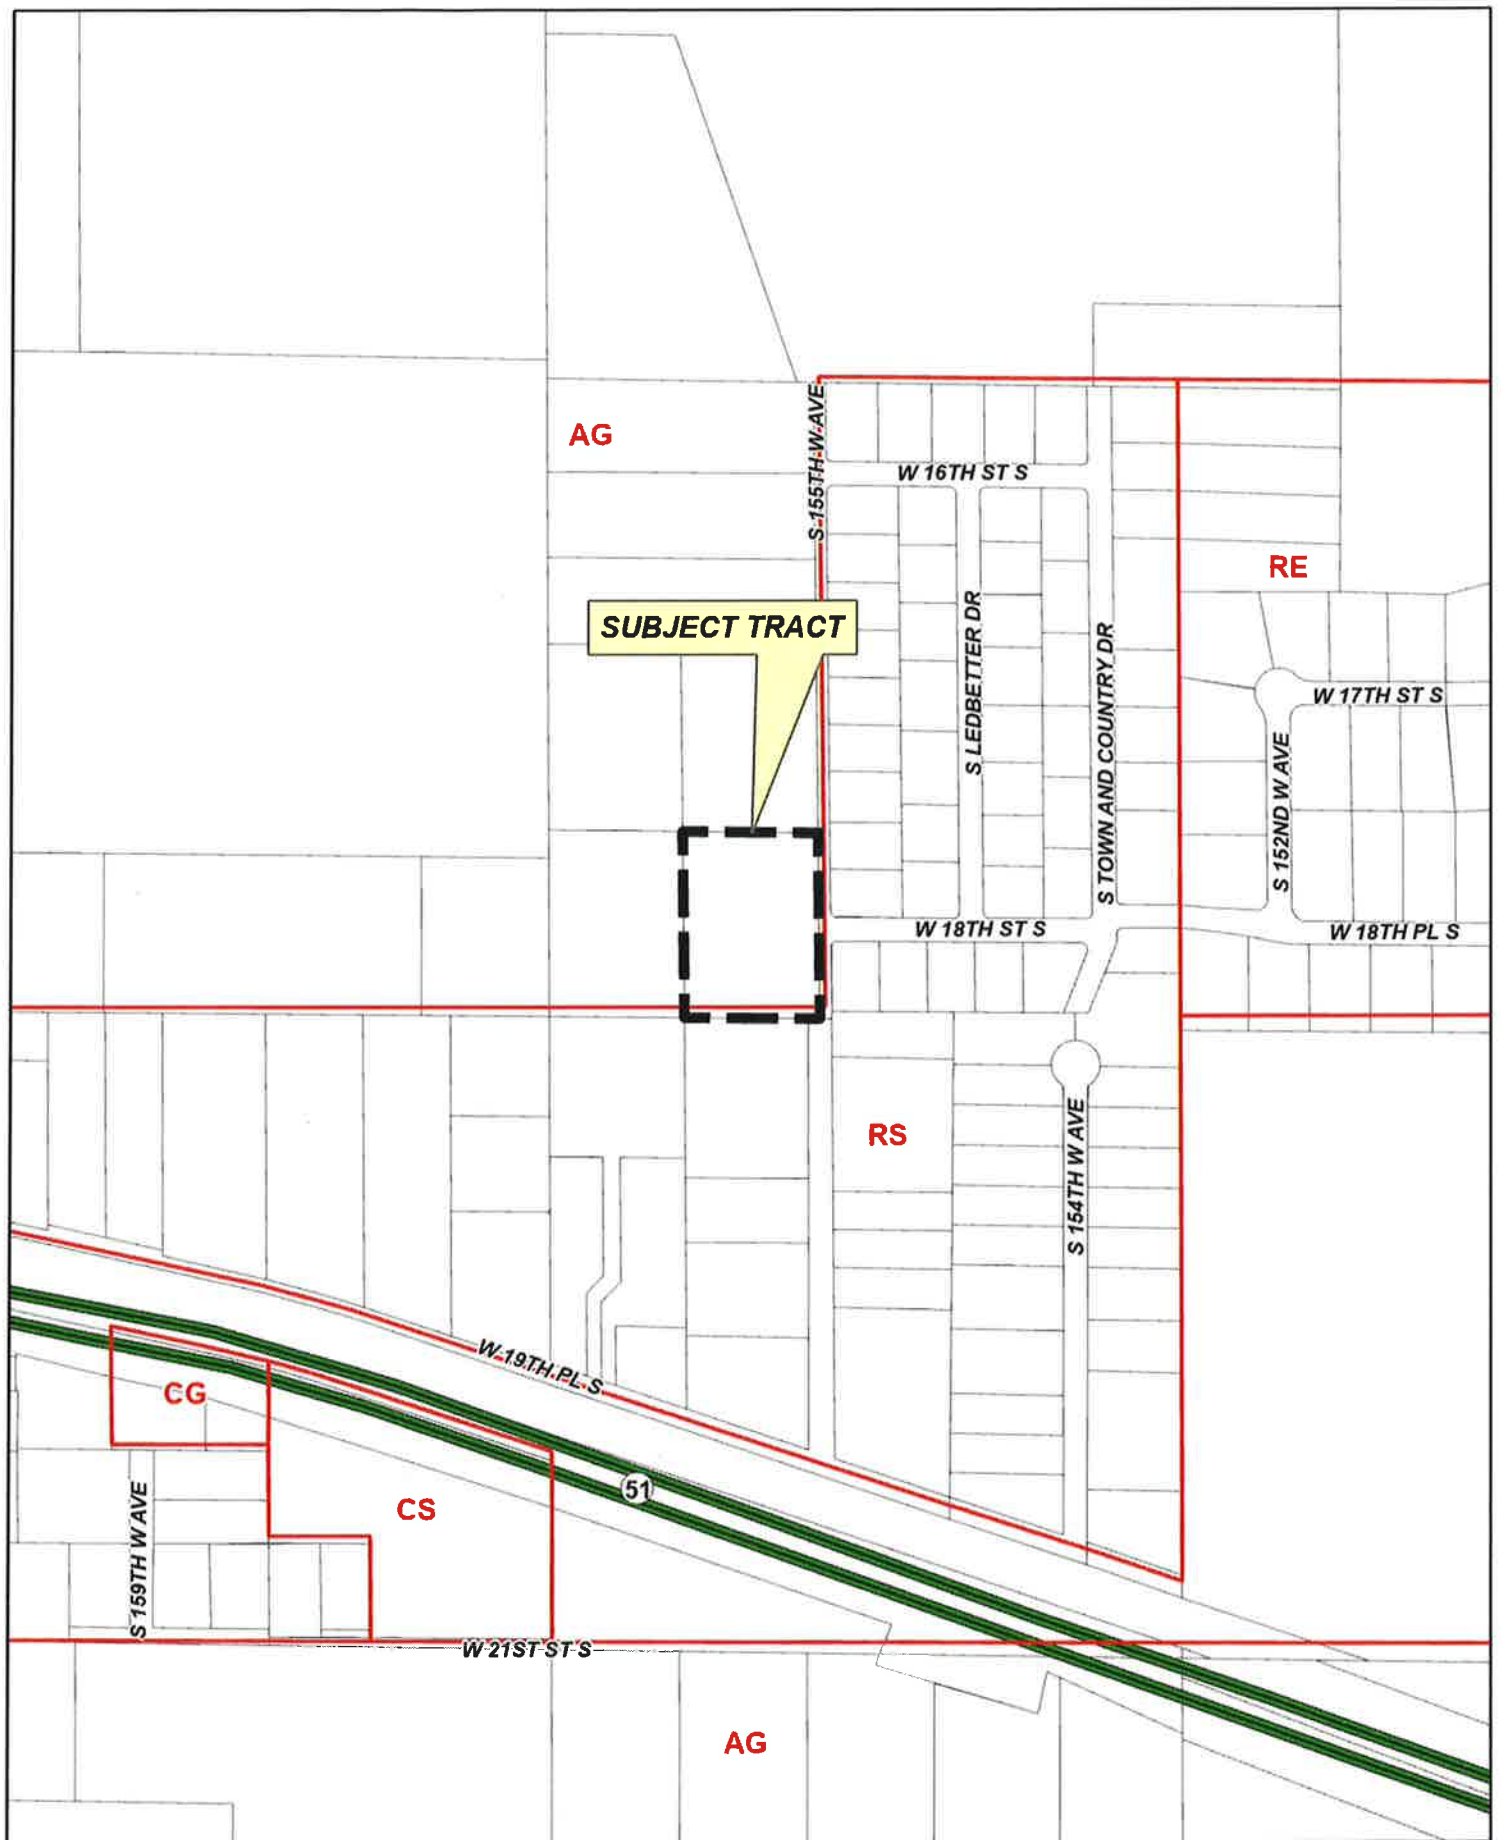 S 155TH W AVE
AG
W 16TH ST S
RE
SUBJECT TRACT
S LEDBETTER DR
S TOWN AND COUNTRY DR
W 17TH ST S
S 152ND W AVE
W 18TH ST S
W 18TH PL S
RS
S 154TH W AVE
W 19TH PL S
CG
51
CS
S 159TH W AVE
W 21ST ST S
AG